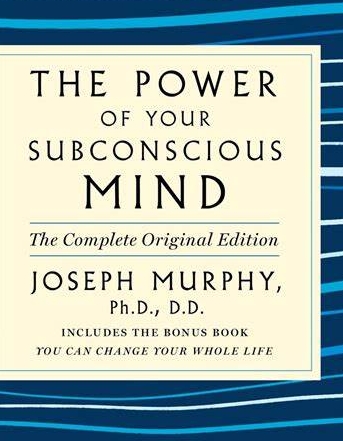 THE POWER
OF YOUR
SUBCONSCIOUS
MIND
The Complete Original Edition
JOSEPH MURPHY,
Ph.D., D.D.
INCLUDES THE BONUS BOOK
YOU CAN CHANGE YOUR WHOLE LIFE